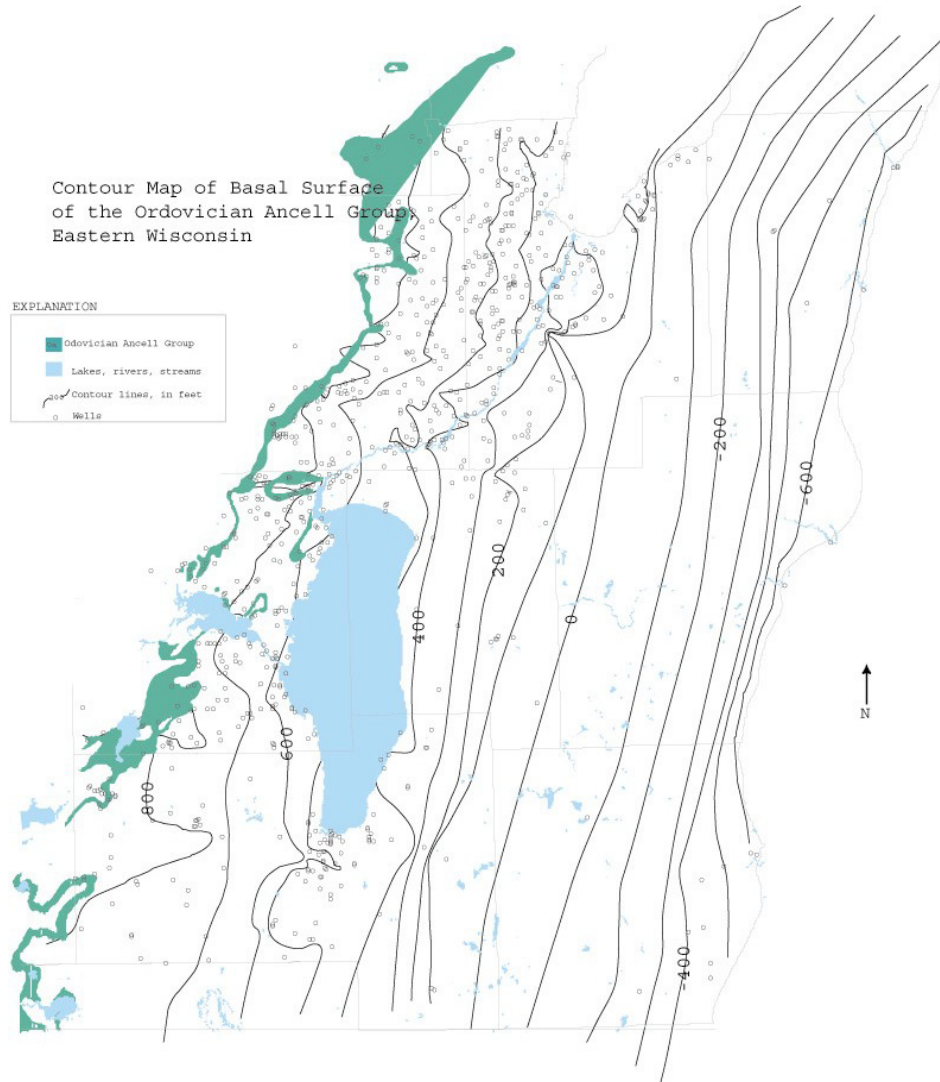 Contour Map of Basal Surface
of the Ordovician Ancell Group,
Eastern Wisconsin
EXPLANATION
Odovician Ancell Group
Lakes, rivers, streams
Contour lines, in feet
Wells
-200
-600
200
400
0
N
600
800
-400